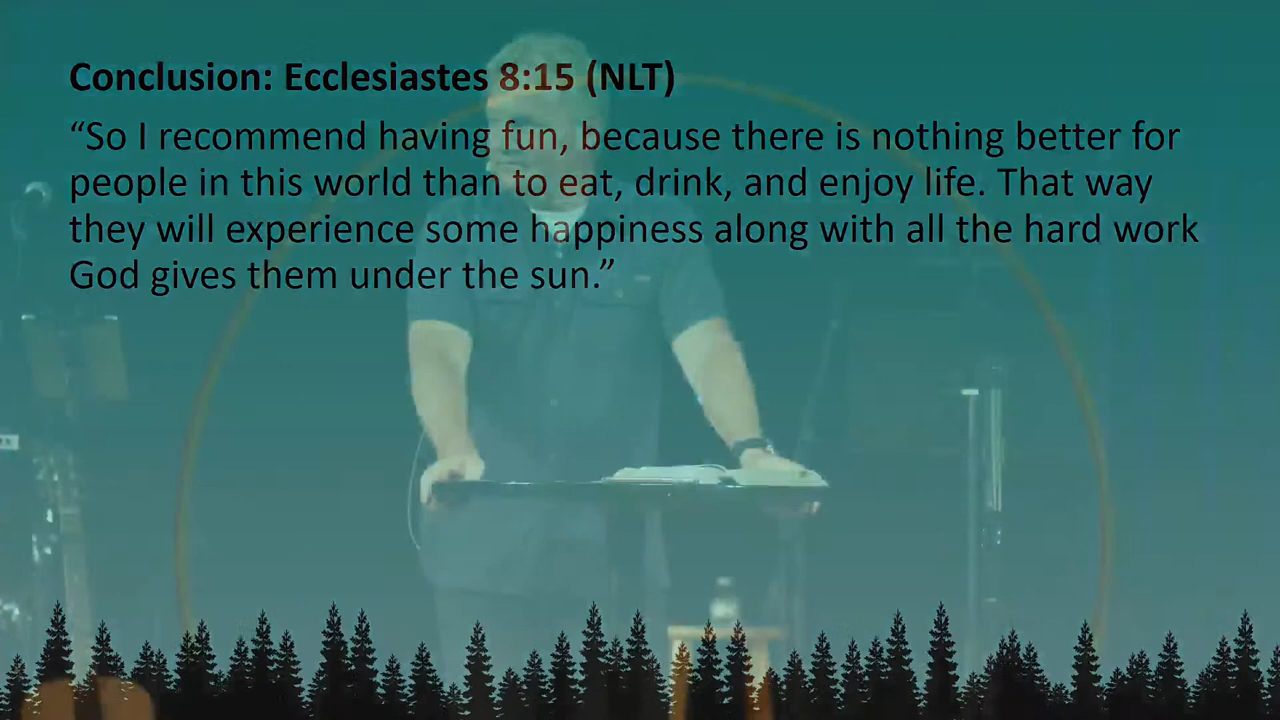 Conclusion: Ecclesiastes 8:15 (NLT)
“So I recommend having fun, because there is nothing better for
people in this world than to eat, drink, and enjoy life. That way
they will experience some happiness along with all the hard work
God gives them under the sun.”